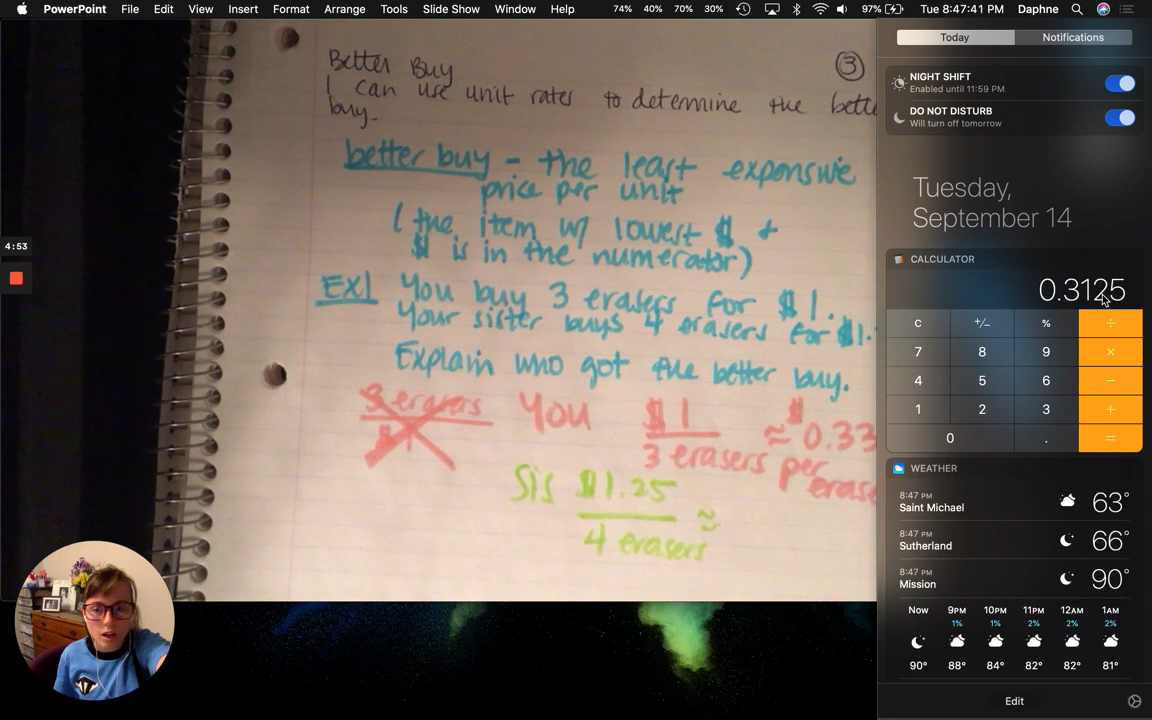 PowerPoint File Edit View Insert Format Arrange Tools Slide Show Window Help 74% 40% 70% 30% 97% Tue 8:47:41 PM Daphne
Today Notifications
NIGHT SHIFT
Enabled until 11:59 PM
DO NOT DISTURB
Will turn off tomorrow
Tuesday,
September 14
CALCULATOR
0.3125
C +/− % ÷
7 8 9 ×
4 5 6 −
1 2 3 +
0 . =
WEATHER
8:47 PM
Saint Michael 63°
8:47 PM
Sutherland 66°
8:47 PM
Mission 90°
Now 9PM 10PM 11PM 12AM 1AM
1% 1% 2% 2% 2%
90° 88° 84° 82° 82° 81°
Edit
4:53
Better Buy
③
I can use unit rates to determine the bette
buy.
better buy - the least expensive
price per unit
(the item w/ lowest $ +
$ is in the numerator)
EX1 You buy 3 erasers for $1.
Your sister buys 4 erasers for $1.
Explain who got the better buy.
3 erasers
$1
You $1
3 erasers
≈ $0.33
per
erase
Sis $1.25
4 erasers
≈